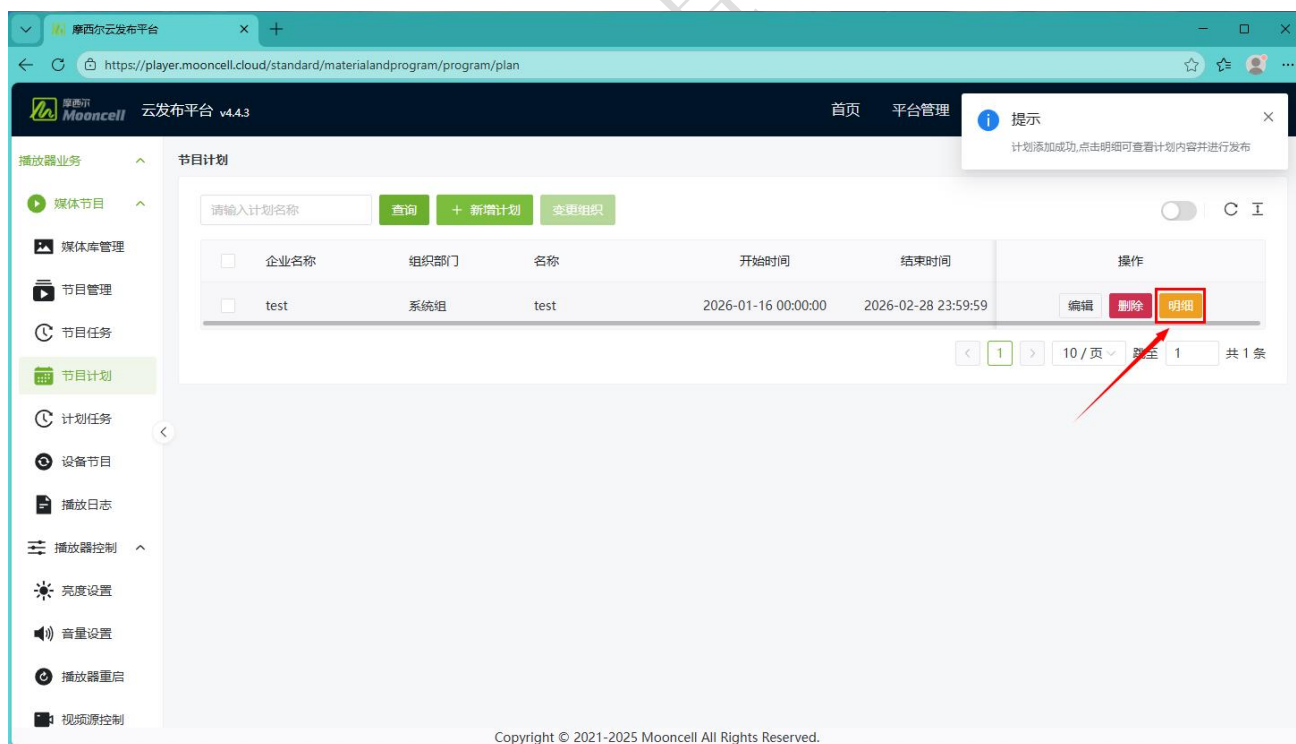 摩西尔云发布平台
https://player.mooncell.cloud/standard/materialandprogram/program/plan
摩西尔 Mooncell 云发布平台 v4.4.3 首页 平台管理
提示
计划添加成功,点击明细可查看计划内容并进行发布
播放器业务
媒体节目
媒体库管理
节目管理
节目任务
节目计划
计划任务
设备节目
播放日志
播放器控制
亮度设置
音量设置
播放器重启
视频源控制
节目计划
请输入计划名称 查询 + 新增计划 变更组织
企业名称 组织部门 名称 开始时间 结束时间 操作
test 系统组 test 2026-01-16 00:00:00 2026-02-28 23:59:59 编辑 删除 明细
1 10 / 页 跳至 1 共 1 条
Copyright © 2021-2025 Mooncell All Rights Reserved.